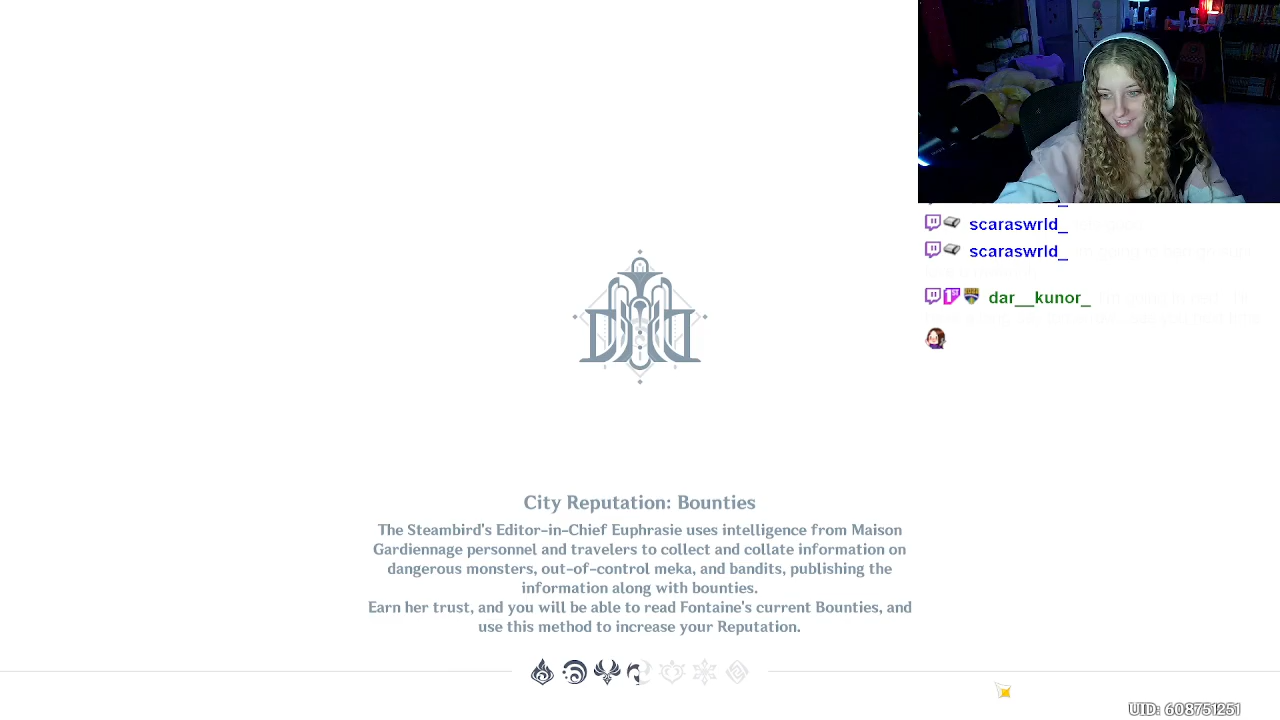 scaraswrld_
scaraswrld_
dar__kunor_
City Reputation: Bounties
The Steambird's Editor-in-Chief Euphrasie uses intelligence from Maison
Gardiennage personnel and travelers to collect and collate information on
dangerous monsters, out-of-control meka, and bandits, publishing the
information along with bounties.
Earn her trust, and you will be able to read Fontaine's current Bounties, and
use this method to increase your Reputation.
UID: 608751251